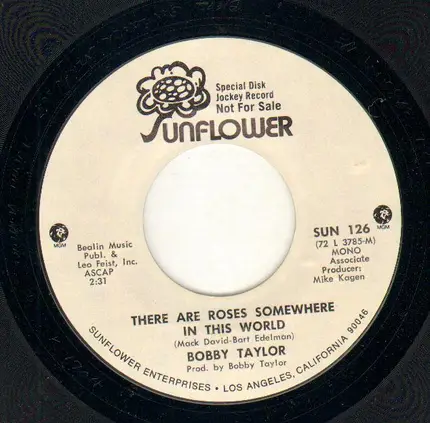 Special Disk
Jockey Record
Not For Sale
SUNFLOWER
MGM
MGM
Bealin Music
Publ. &
Leo Feist, Inc.
ASCAP
2:31
SUN 126
(72 L 3785-M)
MONO
Associate
Producer:
Mike Kagen
THERE ARE ROSES SOMEWHERE
IN THIS WORLD
(Mack David-Bart Edelman)
BOBBY TAYLOR
Prod. by Bobby Taylor
SUNFLOWER ENTERPRISES • LOS ANGELES, CALIFORNIA 90046